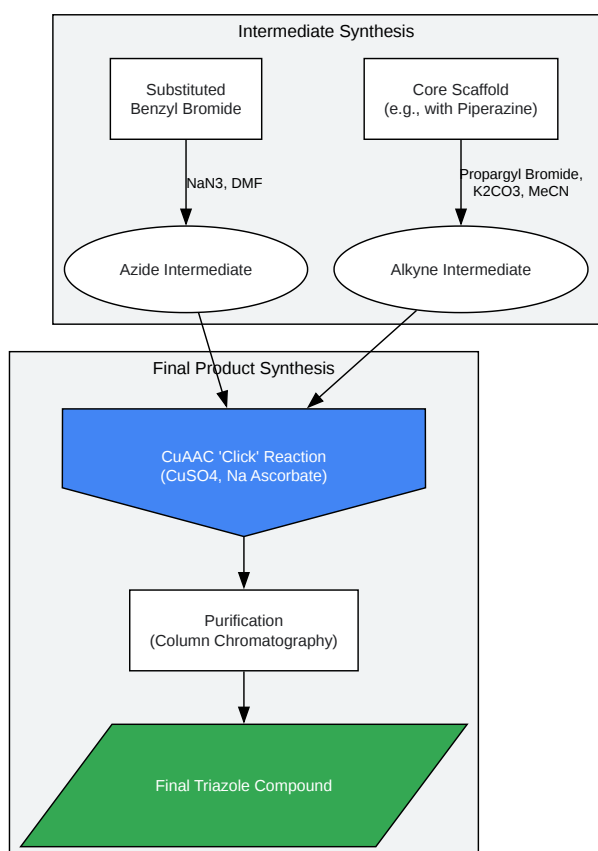 Intermediate Synthesis
Substituted
Benzyl Bromide
Core Scaffold
(e.g., with Piperazine)
NaN3, DMF
Propargyl Bromide,
K2CO3, MeCN
Azide Intermediate
Alkyne Intermediate
Final Product Synthesis
CuAAC 'Click' Reaction
(CuSO4, Na Ascorbate)
Purification
(Column Chromatography)
Final Triazole Compound